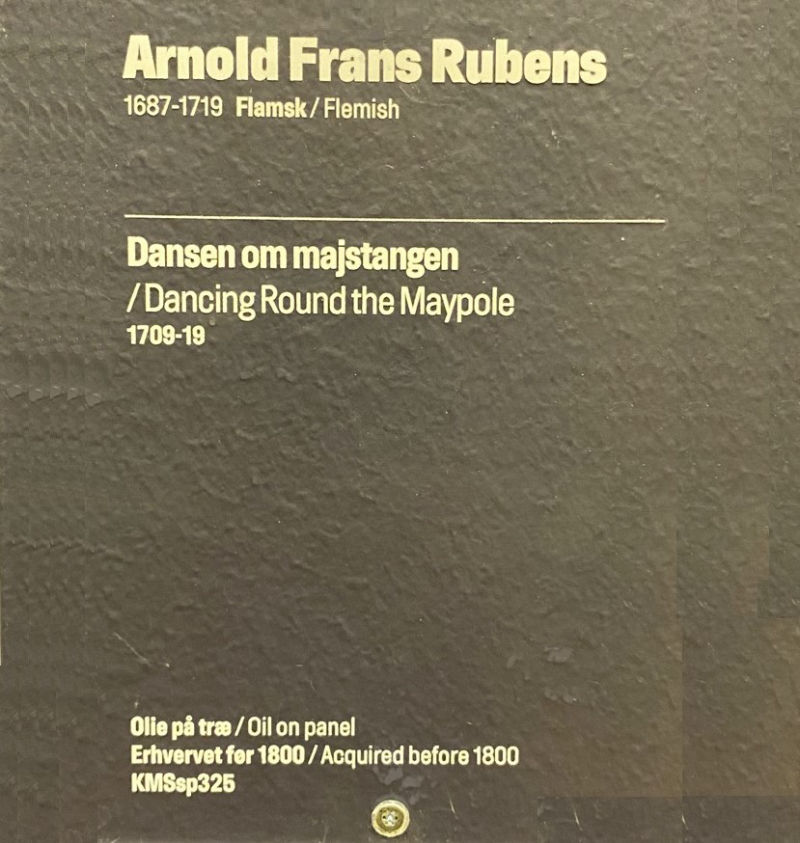 Arnold Frans Rubens
1687-1719 Flamsk / Flemish
Dansen om majstangen
/ Dancing Round the Maypole
1709-19
Olie på træ / Oil on panel
Erhvervet før 1800 / Acquired before 1800
KMSsp325